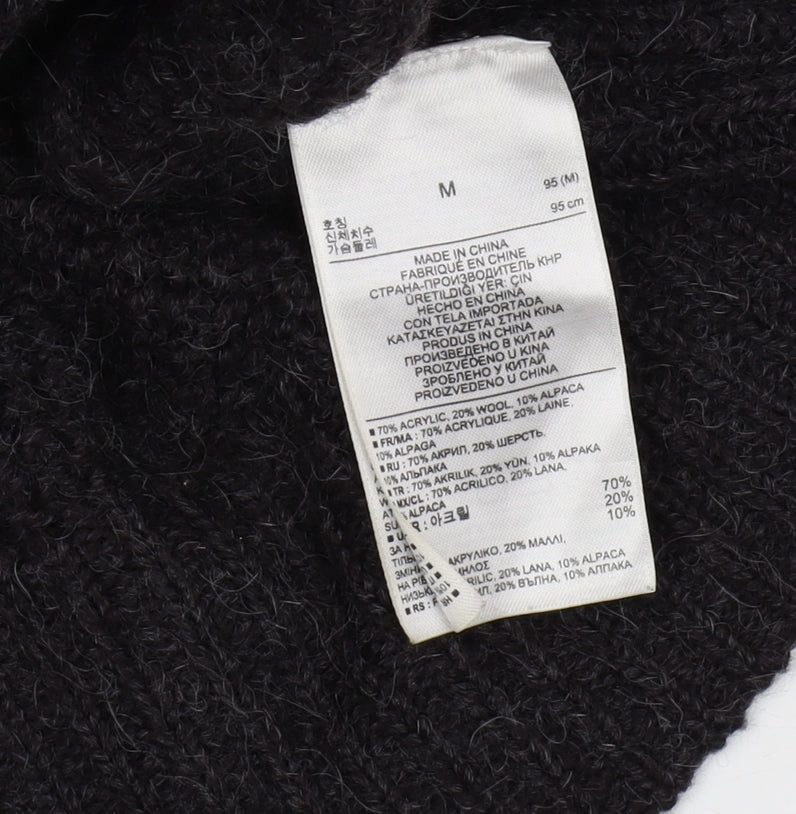 M
호칭
신체치수 95 (M)
가슴둘레 95 cm
MADE IN CHINA
FABRIQUÉ EN CHINE
СТРАНА-ПРОИЗВОДИТЕЛЬ КНР
ÜRETILDIĞI YER: ÇIN
HECHO EN CHINA
CON TELA IMPORTADA
ΚΑΤΑΣΚΕΥΑΖΕΤΑΙ ΣΤΗΝ ΚΙΝΑ
PRODUS IN CHINA
ПРОИЗВЕДЕНО В КИТАЙ
PROIZVEDENO U KINA
ЗРОБЛЕНО У КИТАЙ
PROIZVEDENO U CHINA
70% ACRYLIC, 20% WOOL, 10% ALPACA
FR/MA : 70% ACRYLIQUE, 20% LAINE,
10% ALPAGA
RU : 70% АКРИЛ, 20% ШЕРСТЬ,
10% АЛЬПАКА
TR : 70% AKRILIK, 20% YÜN, 10% ALPAKA
MX/CL : 70% ACRILICO, 20% LANA,
ALPACA
R : 아크릴 70%
20%
10%
ΑΚΡΥΛΙΚΟ, 20% ΜΑΛΛΙ,
RILIC, 20% LANA, 10% ALPACA
20% ВЪЛНА, 10% АЛПАКА
RS :